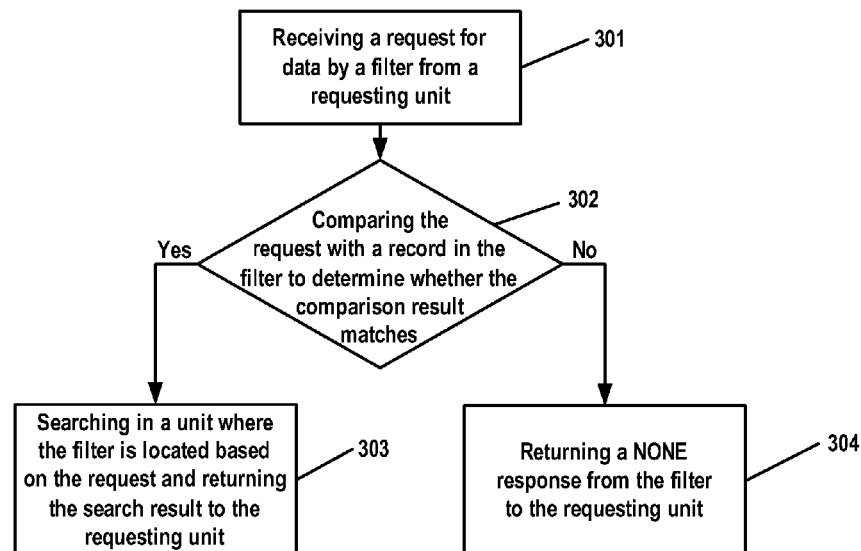 Receiving a request for
data by a filter from a
requesting unit
301
302
Comparing the
request with a record in the
filter to determine whether the
comparison result
matches
Yes
No
Searching in a unit where
the filter is located based
on the request and returning
the search result to the
requesting unit
303
Returning a NONE
response from the filter
to the requesting unit
304